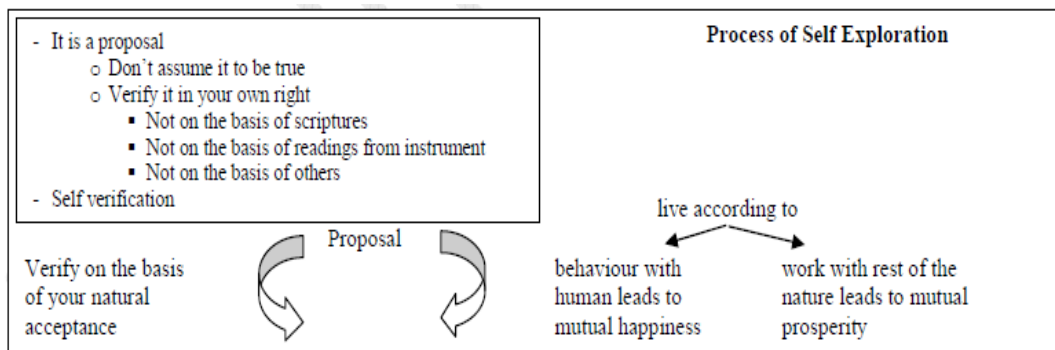 - It is a proposal
o Don't assume it to be true
o Verify it in your own right
▪ Not on the basis of scriptures
▪ Not on the basis of readings from instrument
▪ Not on the basis of others
- Self verification
Process of Self Exploration
Proposal
Verify on the basis
of your natural
acceptance
live according to
behaviour with
human leads to
mutual happiness
work with rest of the
nature leads to mutual
prosperity